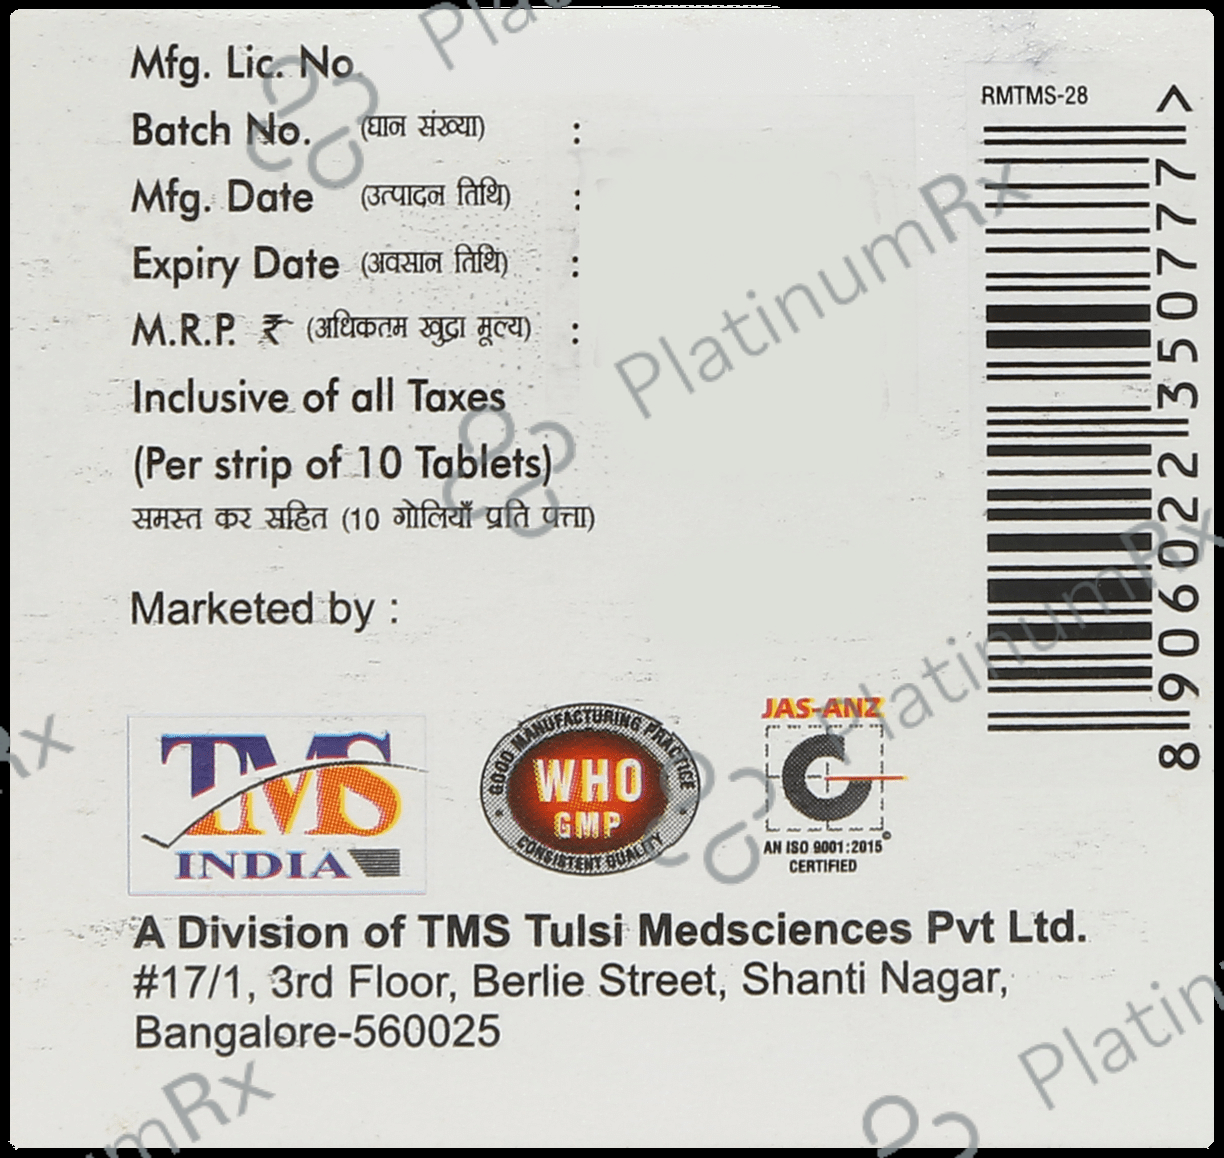 Mfg. Lic. No.
Batch No. (घान संख्या) :
Mfg. Date (उत्पादन तिथि) :
Expiry Date (अवसान तिथि) :
M.R.P. ₹ (अधिकतम खुद्रा मूल्य) :
Inclusive of all Taxes
(Per strip of 10 Tablets)
समस्त कर सहित (10 गोलियाँ प्रति पत्ता)
Marketed by :
TMS
INDIA
GOOD MANUFACTURING PRACTICE
WHO
GMP
CONSISTENT QUALITY
JAS-ANZ
AN ISO 9001:2015
CERTIFIED
A Division of TMS Tulsi Medsciences Pvt Ltd.
#17/1, 3rd Floor, Berlie Street, Shanti Nagar,
Bangalore-560025
RMTMS-28
8906022350777 >
PlatinumRx
PlatinumRx